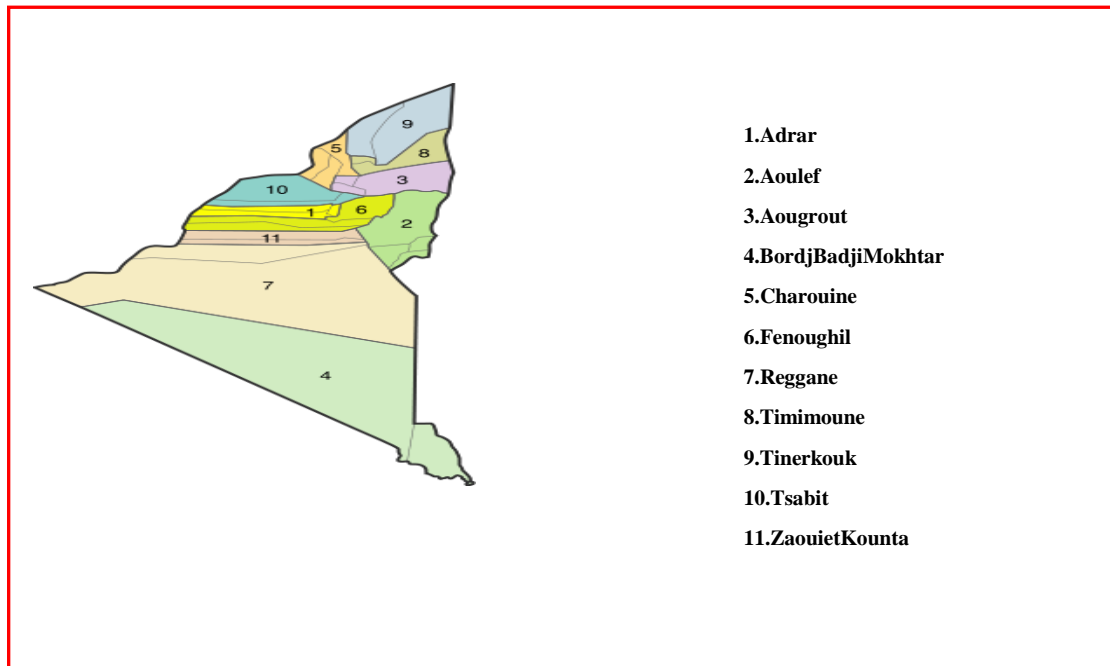 9
5
8
3
10
1
6
2
11
7
4
1.Adrar
2.Aoulef
3.Aougrout
4.BordjBadjiMokhtar
5.Charouine
6.Fenoughil
7.Reggane
8.Timimoune
9.Tinerkouk
10.Tsabit
11.ZaouietKounta